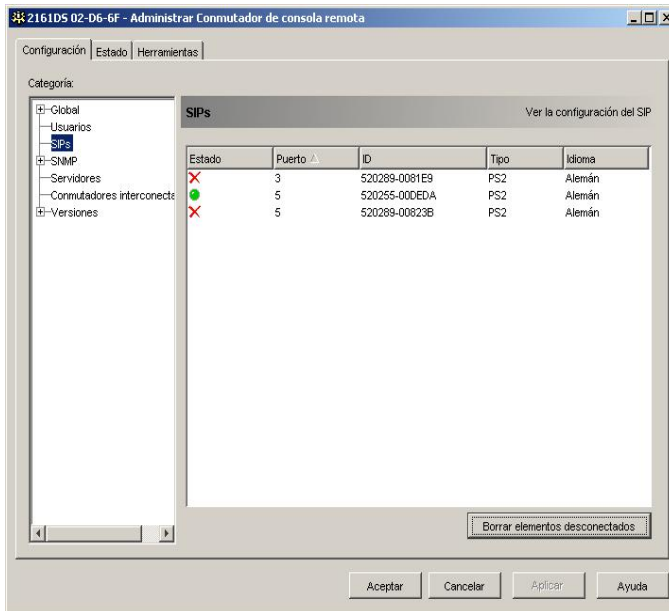 2161DS 02-D6-6F - Administrar Conmutador de consola remota
Configuración Estado Herramientas
Categoría:
Global
Usuarios
SIPs
SNMP
Servidores
Conmutadores interconecta
Versiones
SIPs Ver la configuración del SIP
Estado Puerto ID Tipo Idioma
3 520289-0081E9 PS2 Alemán
5 520255-00DEDA PS2 Alemán
5 520289-00823B PS2 Alemán
Borrar elementos desconectados
Aceptar Cancelar Aplicar Ayuda